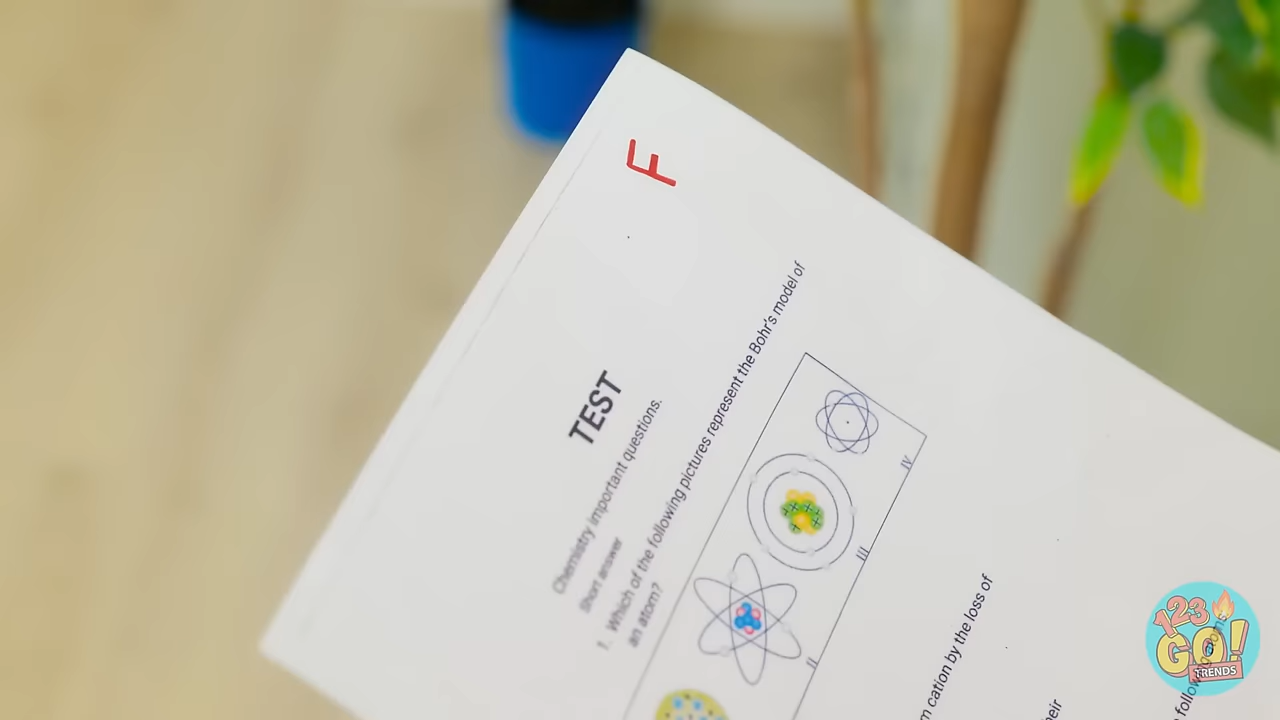 F
TEST
Chemistry important questions.
Short answer
1. Which of the following pictures represent the Bohr's model of
an atom?
II
III
IV
cation by the loss of
123
GO!
TRENDS